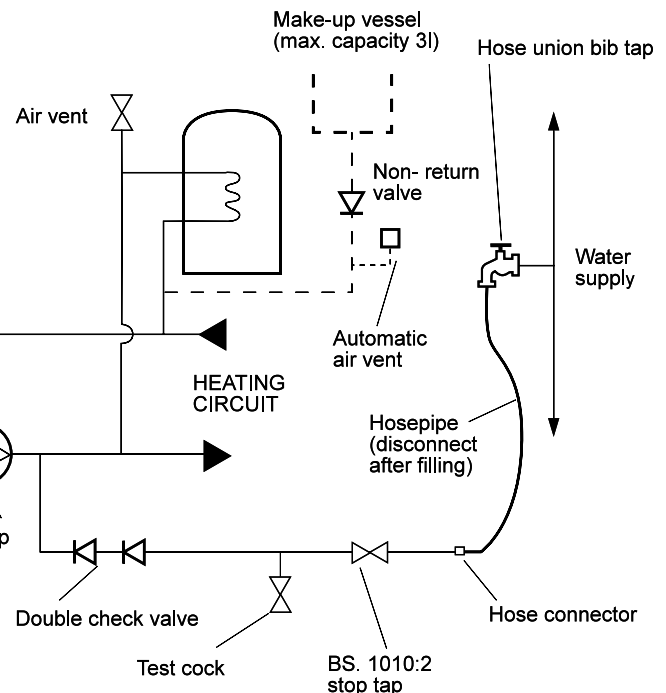 Make-up vessel
(max. capacity 3l)
Hose union bib tap
Air vent
Non- return
valve
Water
supply
Automatic
air vent
HEATING
CIRCUIT
Hosepipe
(disconnect
after filling)
p
Double check valve
Hose connector
Test cock
BS. 1010:2
stop tap